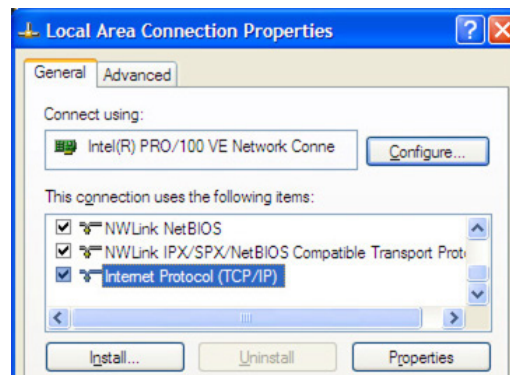 Local Area Connection Properties
General Advanced
Connect using:
Intel(R) PRO/100 VE Network Conne
Configure...
This connection uses the following items:
NWLink NetBIOS
NWLink IPX/SPX/NetBIOS Compatible Transport Prot
Internet Protocol (TCP/IP)
Install... Uninstall Properties